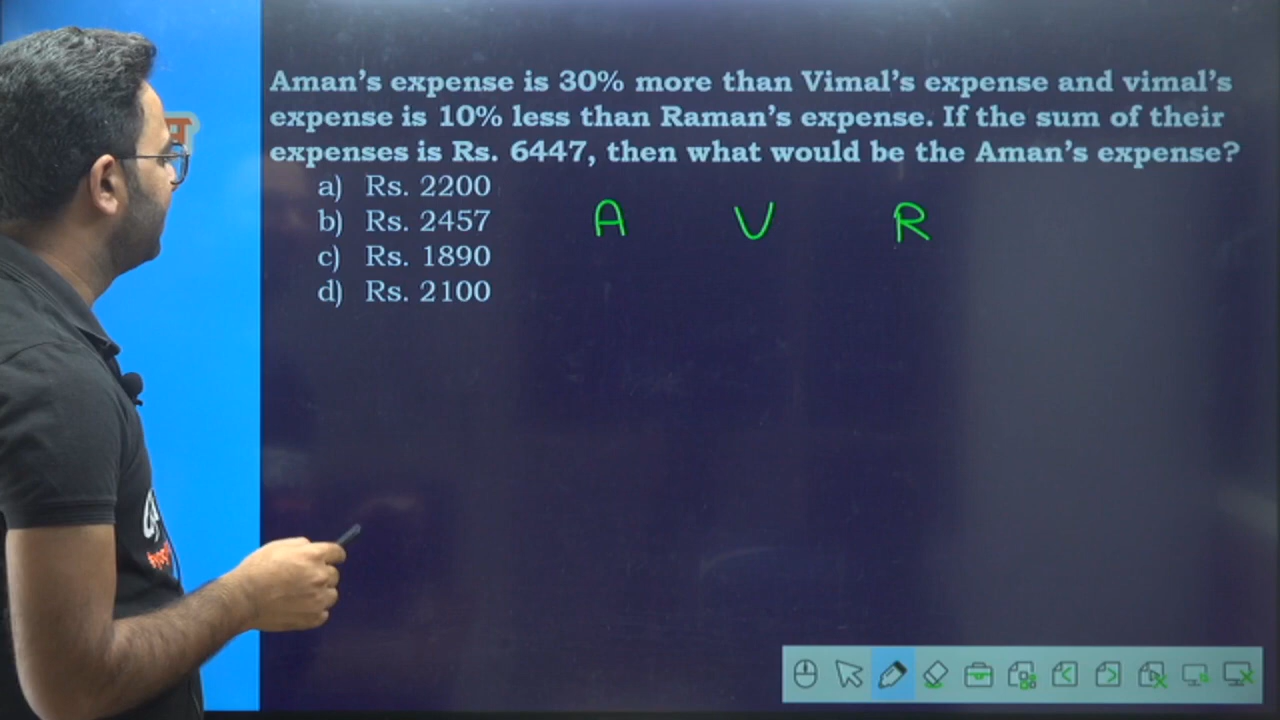 Aman's expense is 30% more than Vimal's expense and vimal's
expense is 10% less than Raman's expense. If the sum of their
expenses is Rs. 6447, then what would be the Aman's expense?
a) Rs. 2200
b) Rs. 2457
c) Rs. 1890
d) Rs. 2100
A V R